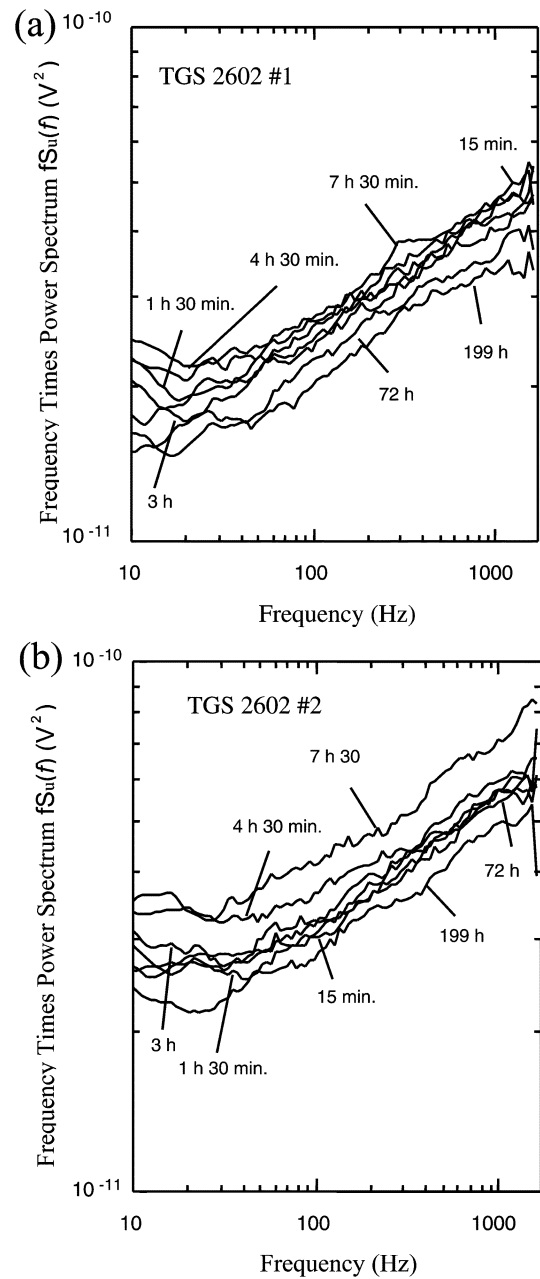 (a)
10⁻¹⁰
TGS 2602 #1
15 min.
7 h 30 min.
4 h 30 min.
1 h 30 min.
199 h
72 h
3 h
10⁻¹¹
10 100 1000
Frequency (Hz)
Frequency Times Power Spectrum fSu(f) (V²)
(b)
10⁻¹⁰
TGS 2602 #2
7 h 30
4 h 30 min.
72 h
199 h
15 min.
3 h
1 h 30 min.
10⁻¹¹
10 100 1000
Frequency (Hz)
Frequency Times Power Spectrum fSu(f) (V²)